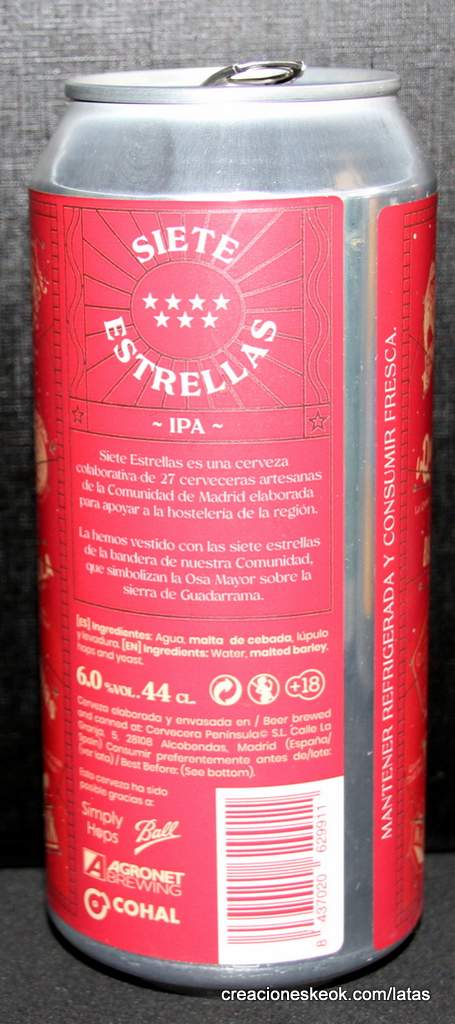 SIETE
ESTRELLAS
~ IPA ~
Siete Estrellas es una cerveza
colaborativa de 27 cerveceras artesanas
de la Comunidad de Madrid elaborada
para apoyar a la hostelería de la región.
La hemos vestido con las siete estrellas
de la bandera de nuestra Comunidad,
que simbolizan la Osa Mayor sobre la
sierra de Guadarrama.
[ES] Ingredientes: Agua, malta de cebada, lúpulo
y levadura. [EN] Ingredients: Water, malted barley,
hops and yeast.
6.0 %VOL. 44 CL.
+18
Cerveza elaborada y envasada en / Beer brewed
and canned at: Cervecera Península© S.L. Calle La
Granja, 5, 28108 Alcobendas, Madrid (España/
Spain) Consumir preferentemente antes de/lote:
(per lata) / Best Before: (See bottom).
Esta cerveza ha sido
posible gracias a:
Simply
Hops
Ball
AGRONET
BREWING
COHAL
8 437020 629911
MANTENER REFRIGERADA Y CONSUMIR FRESCA.
creacioneskeok.com/latas